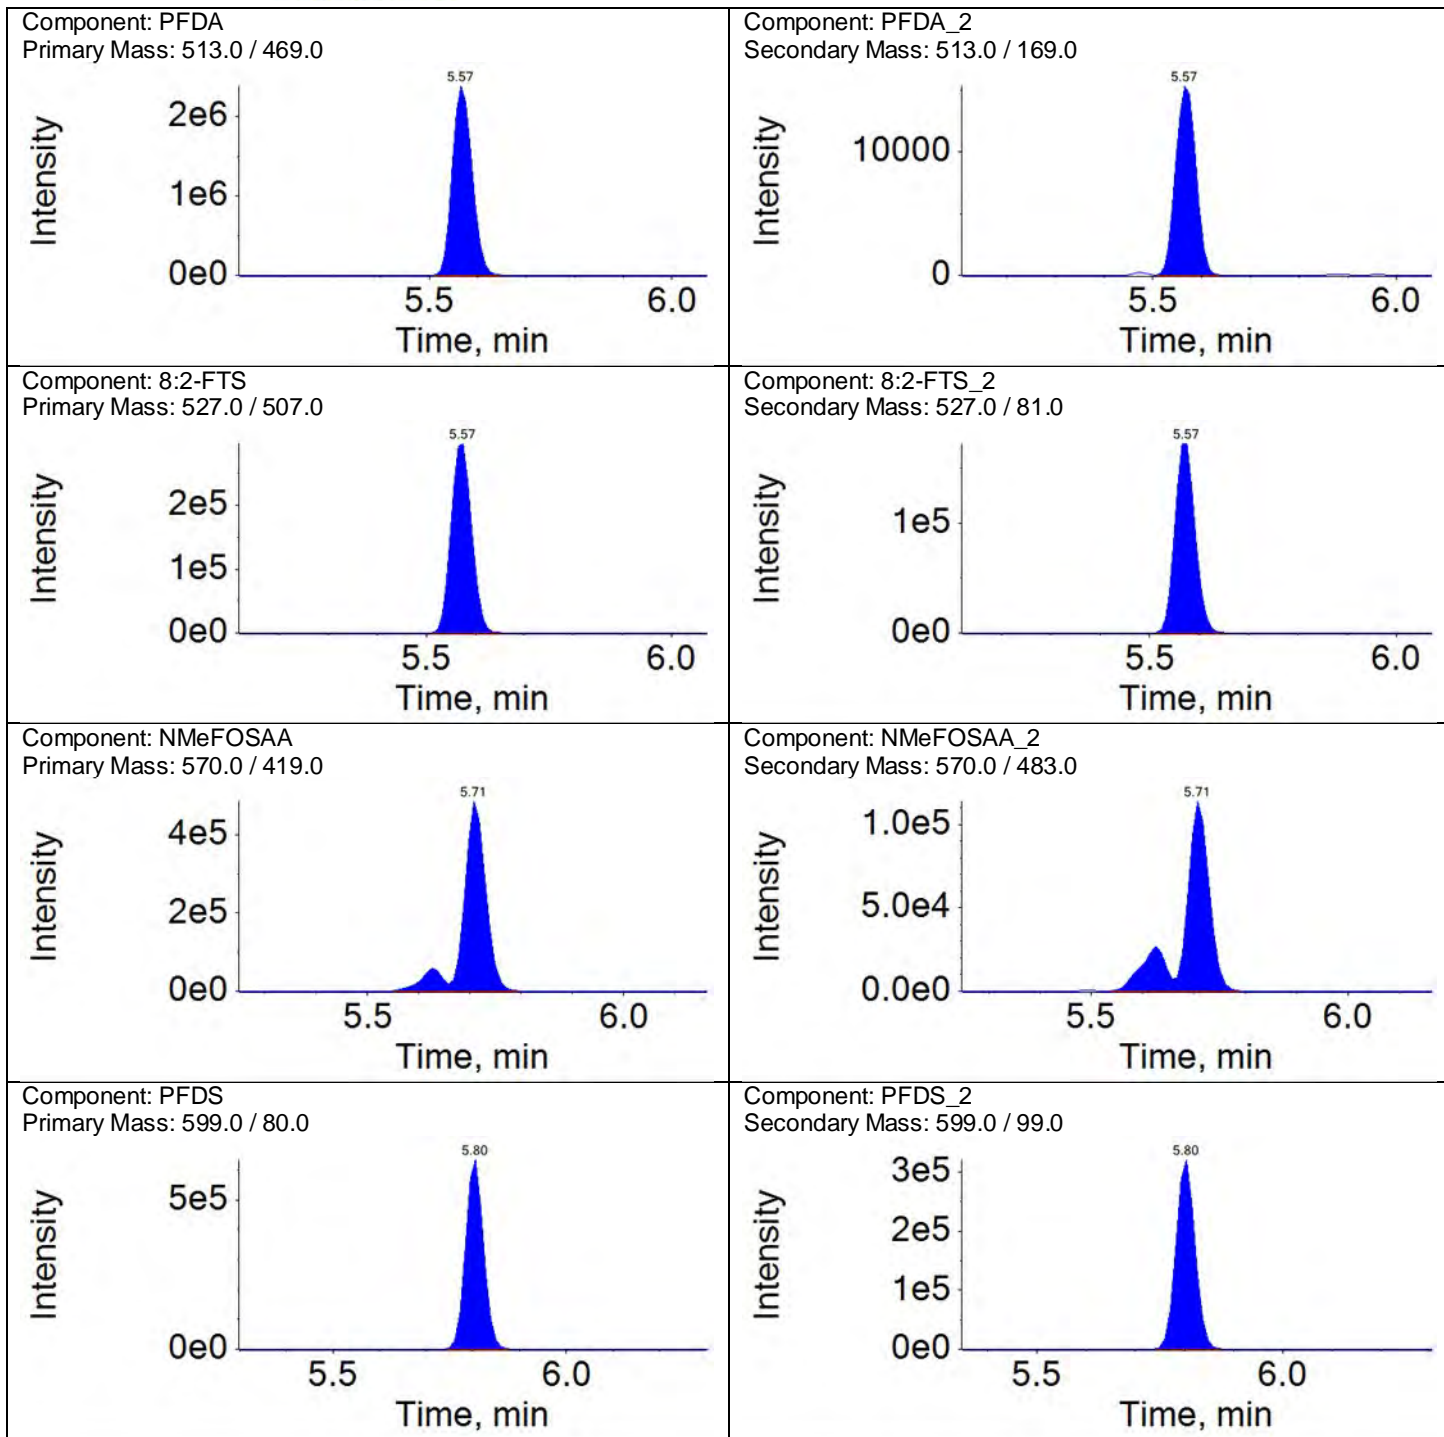 Component: PFDA
Primary Mass: 513.0 / 469.0
5.57
2e6
1e6
0e0
Intensity
5.5
6.0
Time, min
Component: PFDA_2
Secondary Mass: 513.0 / 169.0
5.57
10000
0
Intensity
5.5
6.0
Time, min
Component: 8:2-FTS
Primary Mass: 527.0 / 507.0
5.57
2e5
1e5
0e0
Intensity
5.5
6.0
Time, min
Component: 8:2-FTS_2
Secondary Mass: 527.0 / 81.0
5.57
1e5
0e0
Intensity
5.5
6.0
Time, min
Component: NMeFOSAA
Primary Mass: 570.0 / 419.0
5.71
4e5
2e5
0e0
Intensity
5.5
6.0
Time, min
Component: NMeFOSAA_2
Secondary Mass: 570.0 / 483.0
5.71
1.0e5
5.0e4
0.0e0
Intensity
5.5
6.0
Time, min
Component: PFDS
Primary Mass: 599.0 / 80.0
5.80
5e5
0e0
Intensity
5.5
6.0
Time, min
Component: PFDS_2
Secondary Mass: 599.0 / 99.0
5.80
3e5
2e5
1e5
0e0
Intensity
5.5
6.0
Time, min